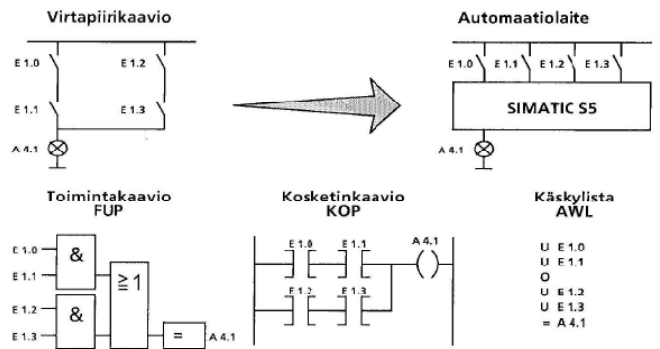 Virtapiirikaavio
E 1.0
E 1.2
E 1.1
E 1.3
A 4.1
Automaatiolaite
E 1.0
E 1.1
E 1.2
E 1.3
SIMATIC S5
A 4.1
Toimintakaavio
FUP
E 1.0
&
E 1.1
≥1
E 1.2
&
E 1.3
=
A 4.1
Kosketinkaavio
KOP
E 1.0
E 1.1
A 4.1
E 1.2
E 1.3
Käskylista
AWL
U E 1.0
U E 1.1
O
U E 1.2
U E 1.3
= A 4.1